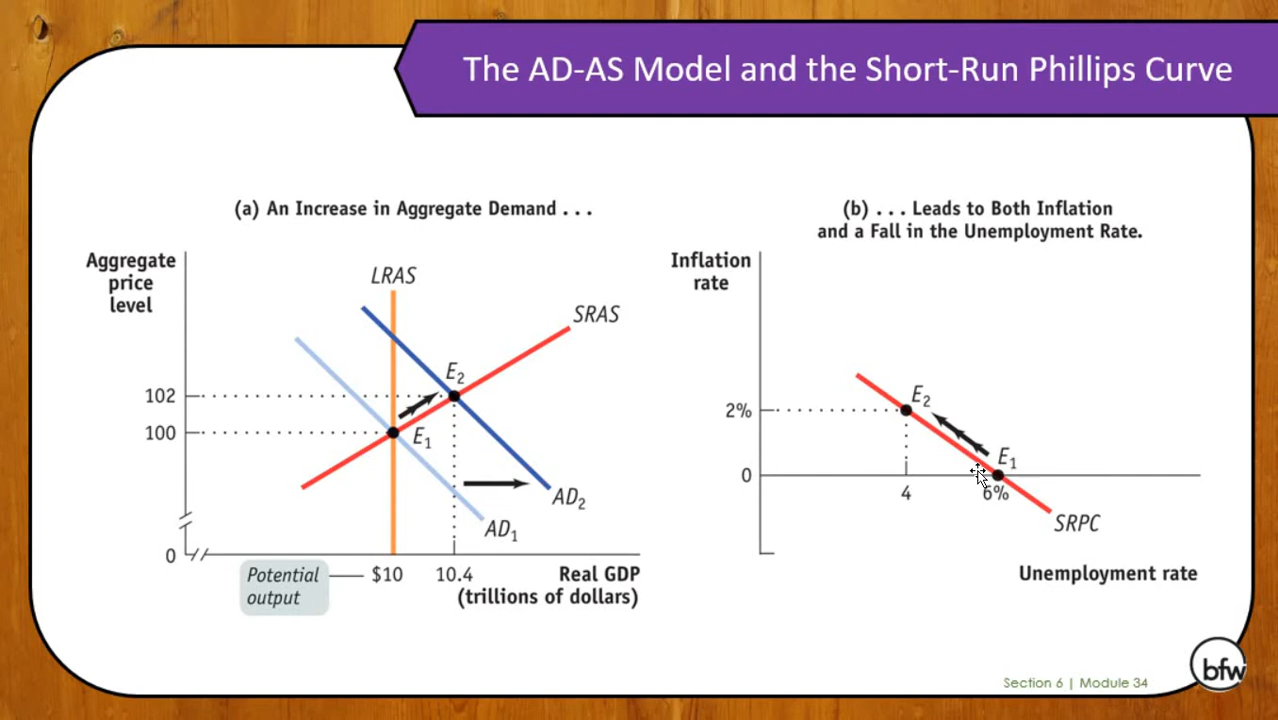 The AD-AS Model and the Short-Run Phillips Curve
(a) An Increase in Aggregate Demand . . .
Aggregate
price
level
LRAS
SRAS
E2
102
100
E1
AD2
AD1
0
Potential
output
$10
10.4
Real GDP
(trillions of dollars)
(b) . . . Leads to Both Inflation
and a Fall in the Unemployment Rate.
Inflation
rate
E2
2%
E1
0
4
6%
SRPC
Unemployment rate
Section 6 | Module 34
bfw